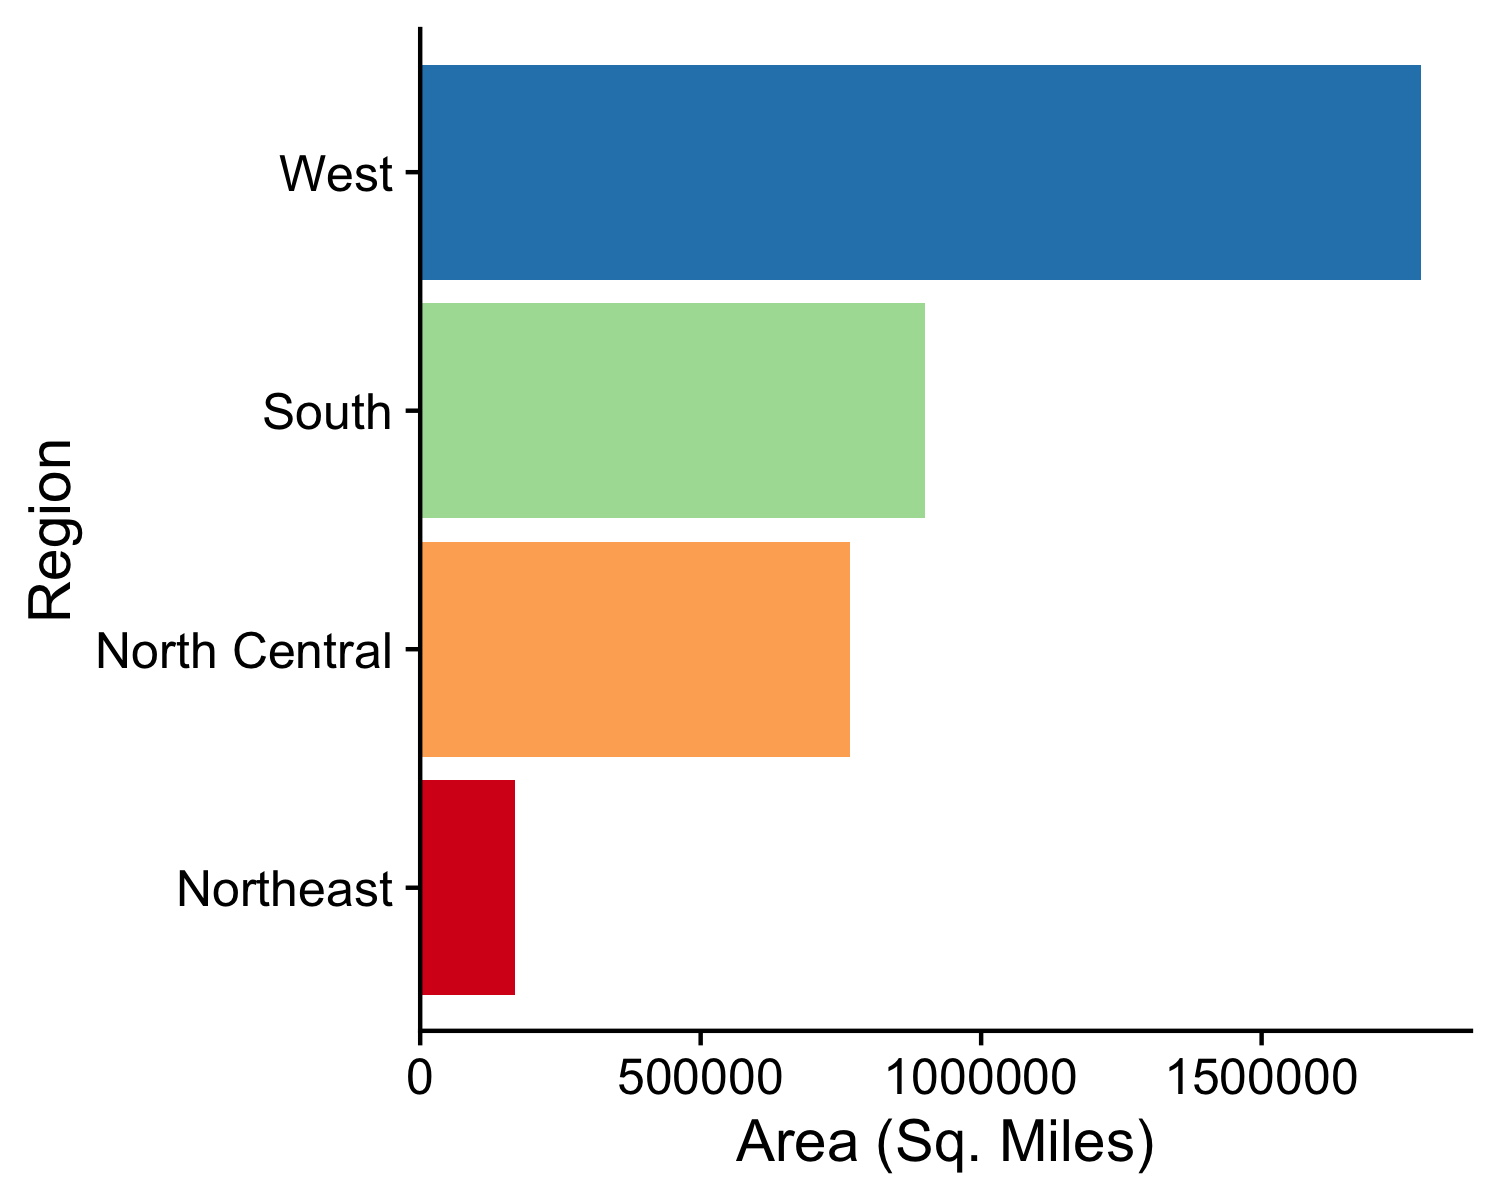 West
South
North Central
Northeast
Region
0 500000 1000000 1500000
Area (Sq. Miles)